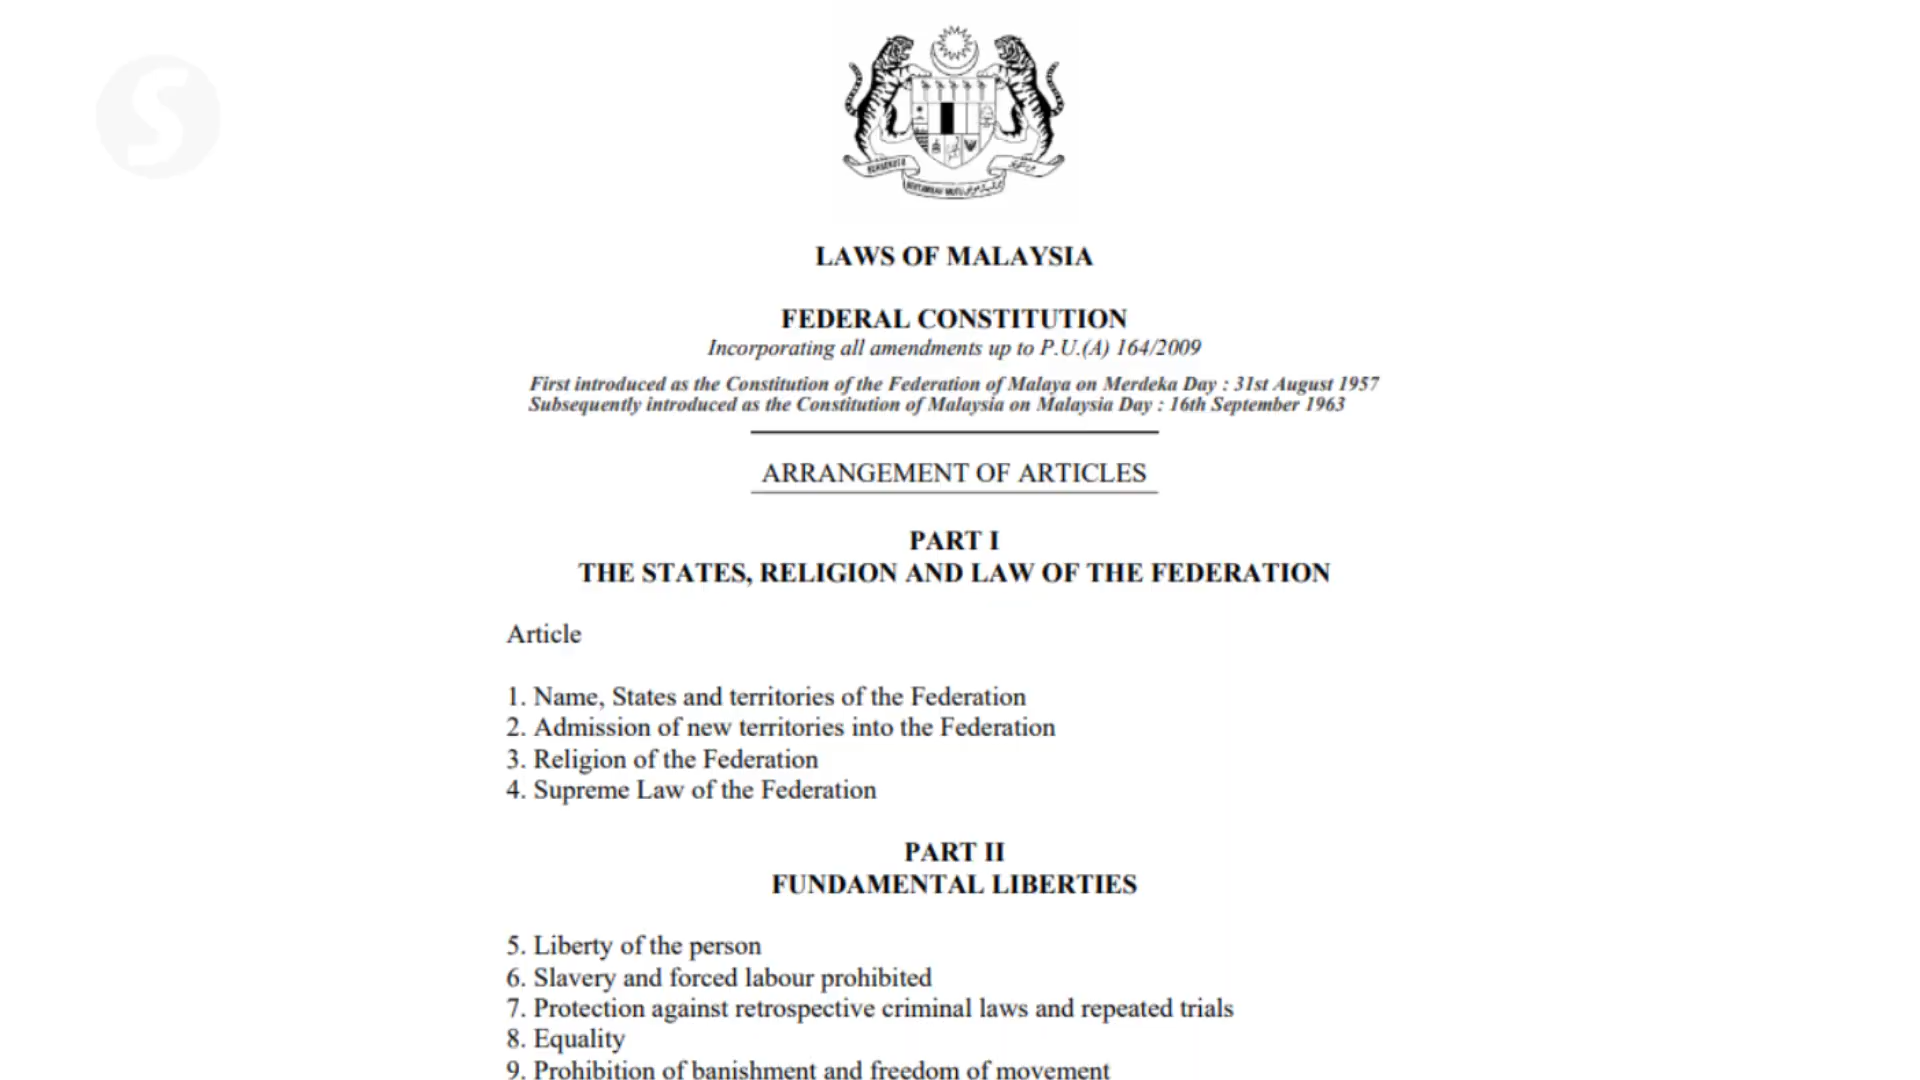 S
LAWS OF MALAYSIA
FEDERAL CONSTITUTION
Incorporating all amendments up to P.U.(A) 164/2009
First introduced as the Constitution of the Federation of Malaya on Merdeka Day : 31st August 1957
Subsequently introduced as the Constitution of Malaysia on Malaysia Day : 16th September 1963
ARRANGEMENT OF ARTICLES
PART I
THE STATES, RELIGION AND LAW OF THE FEDERATION
Article
1. Name, States and territories of the Federation
2. Admission of new territories into the Federation
3. Religion of the Federation
4. Supreme Law of the Federation
PART II
FUNDAMENTAL LIBERTIES
5. Liberty of the person
6. Slavery and forced labour prohibited
7. Protection against retrospective criminal laws and repeated trials
8. Equality
9. Prohibition of banishment and freedom of movement